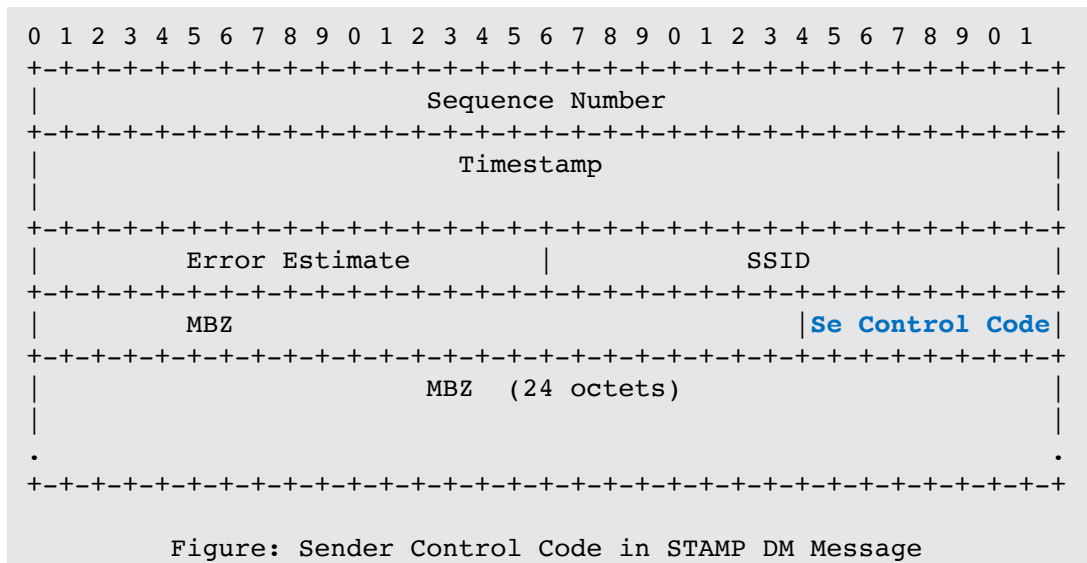 0 1 2 3 4 5 6 7 8 9 0 1 2 3 4 5 6 7 8 9 0 1 2 3 4 5 6 7 8 9 0 1
+-+-+-+-+-+-+-+-+-+-+-+-+-+-+-+-+-+-+-+-+-+-+-+-+-+-+-+-+-+-+-+-+
|                        Sequence Number                        |
+-+-+-+-+-+-+-+-+-+-+-+-+-+-+-+-+-+-+-+-+-+-+-+-+-+-+-+-+-+-+-+-+
|                          Timestamp                            |
|                                                               |
+-+-+-+-+-+-+-+-+-+-+-+-+-+-+-+-+-+-+-+-+-+-+-+-+-+-+-+-+-+-+-+-+
|         Error Estimate        |            SSID               |
+-+-+-+-+-+-+-+-+-+-+-+-+-+-+-+-+-+-+-+-+-+-+-+-+-+-+-+-+-+-+-+-+
|         MBZ                                   |Se Control Code|
+-+-+-+-+-+-+-+-+-+-+-+-+-+-+-+-+-+-+-+-+-+-+-+-+-+-+-+-+-+-+-+-+
|                        MBZ  (24 octets)                       |
|                                                               |
.                                                               .
+-+-+-+-+-+-+-+-+-+-+-+-+-+-+-+-+-+-+-+-+-+-+-+-+-+-+-+-+-+-+-+-+
Figure: Sender Control Code in STAMP DM Message